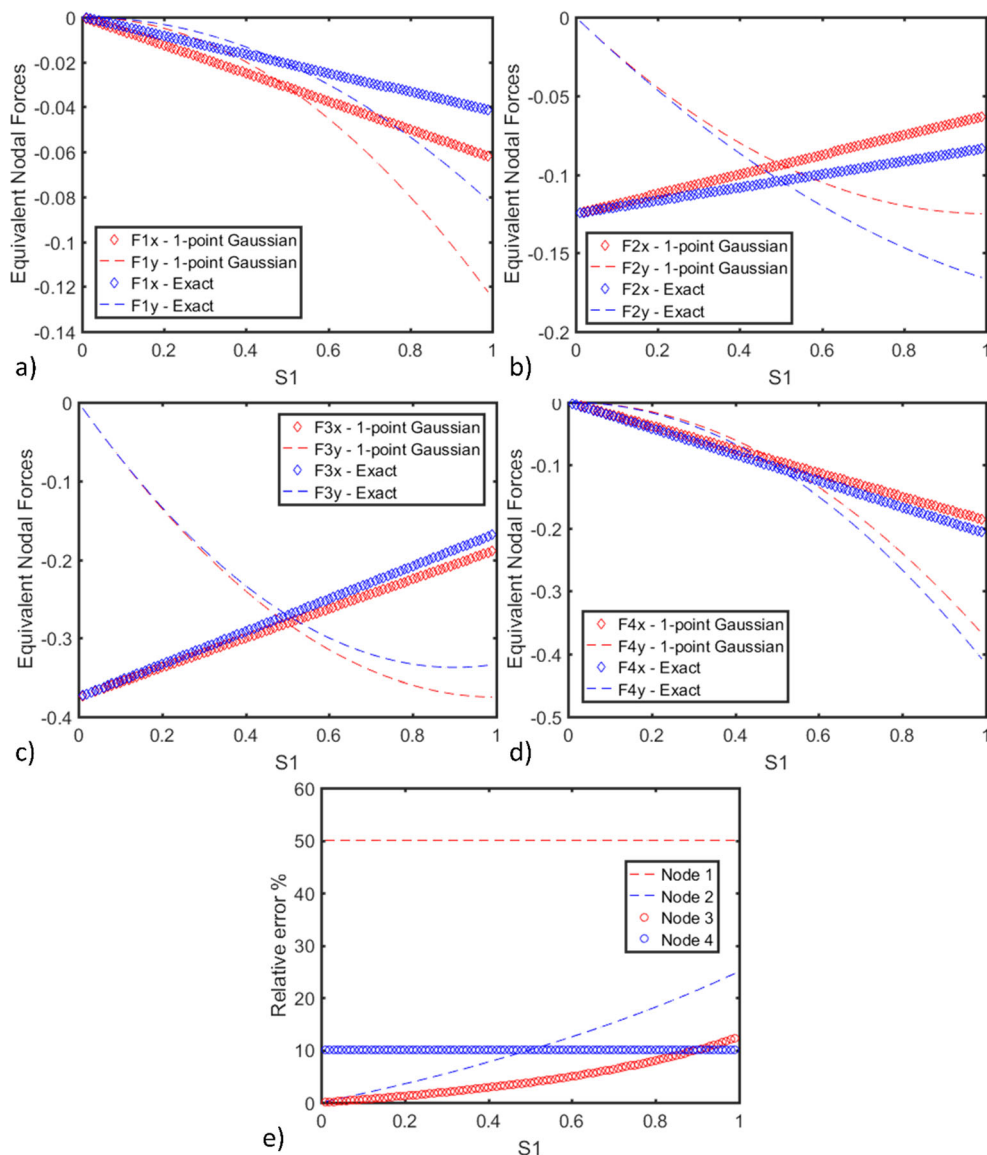 0
-0.02
-0.04
-0.06
-0.08
-0.1
-0.12
-0.14
Equivalent Nodal Forces
F1x - 1-point Gaussian
F1y - 1-point Gaussian
F1x - Exact
F1y - Exact
0 0.2 0.4 0.6 0.8 1
S1
a)
0
-0.05
-0.1
-0.15
-0.2
Equivalent Nodal Forces
F2x - 1-point Gaussian
F2y - 1-point Gaussian
F2x - Exact
F2y - Exact
0 0.2 0.4 0.6 0.8 1
S1
b)
0
-0.1
-0.2
-0.3
-0.4
Equivalent Nodal Forces
F3x - 1-point Gaussian
F3y - 1-point Gaussian
F3x - Exact
F3y - Exact
0 0.2 0.4 0.6 0.8 1
S1
c)
0
-0.1
-0.2
-0.3
-0.4
-0.5
Equivalent Nodal Forces
F4x - 1-point Gaussian
F4y - 1-point Gaussian
F4x - Exact
F4y - Exact
0 0.2 0.4 0.6 0.8 1
S1
d)
60
50
40
30
20
10
0
Relative error %
Node 1
Node 2
Node 3
Node 4
0 0.2 0.4 0.6 0.8 1
S1
e)